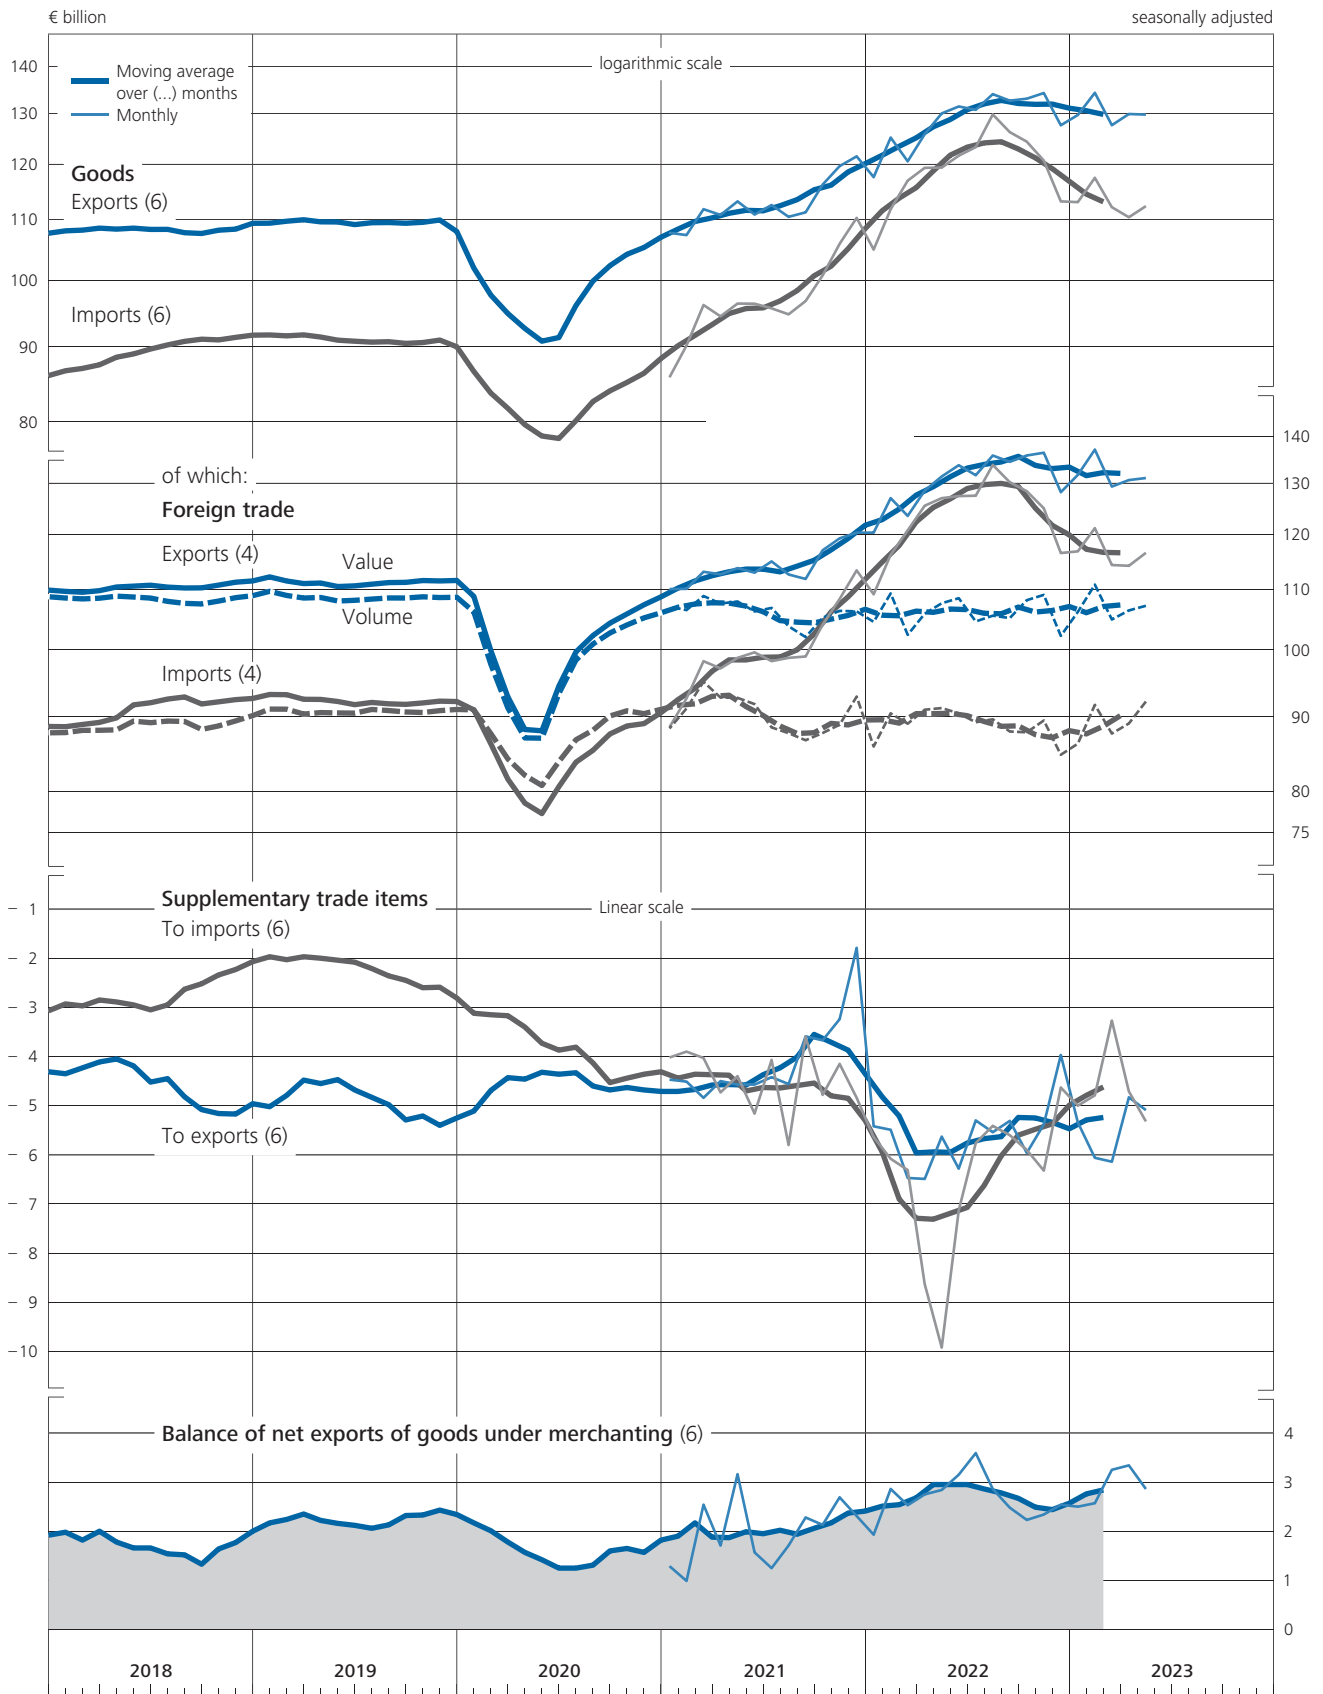 € billion
seasonally adjusted
logarithmic scale
140
Moving average
over (...) months
Monthly
130
120
Goods
Exports (6)
110
100
Imports (6)
90
80
140
of which:
Foreign trade
130
120
Exports (4)
Value
110
Volume
100
Imports (4)
90
80
75
Supplementary trade items
Linear scale
− 1
To imports (6)
− 2
− 3
− 4
− 5
To exports (6)
− 6
− 7
− 8
− 9
−10
Balance of net exports of goods under merchanting (6)
4
3
2
1
0
2018 2019 2020 2021 2022 2023